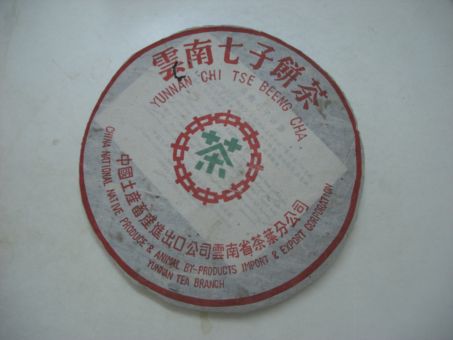 雲南七子餅茶
YUNNAN CHI TSE BEENG CHA
茶
中國土産畜産進出口公司雲南省茶葉分公司
CHINA NATIONAL NATIVE PRODUCE & ANIMAL BY-PRODUCTS IMPORT & EXPORT CORPORATION
YUNNAN TEA BRANCH